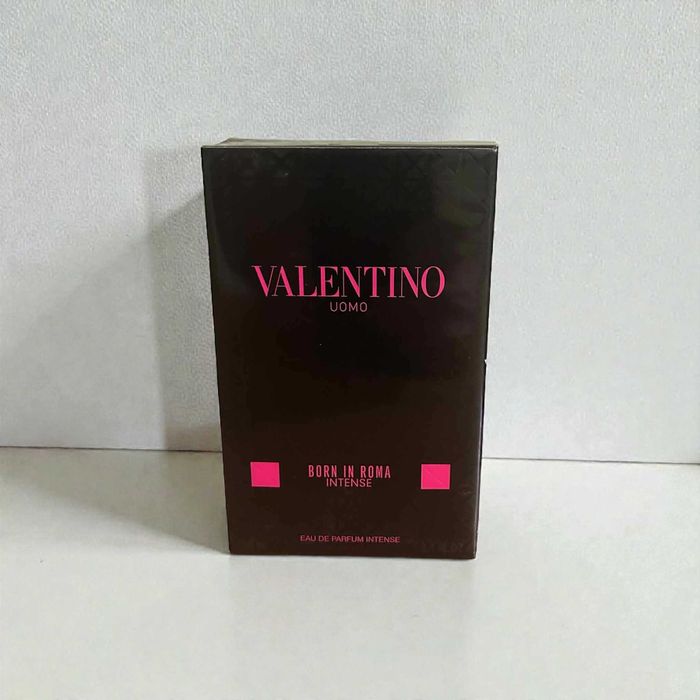 VALENTINO
UOMO
BORN IN ROMA
INTENSE
EAU DE PARFUM INTENSE